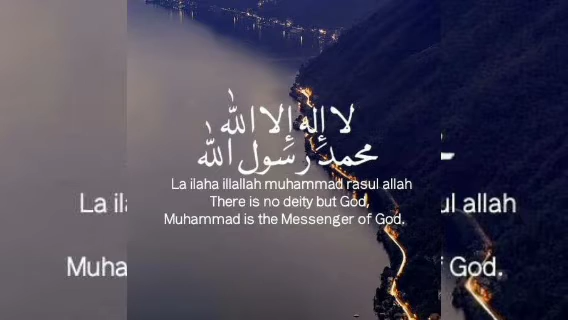 لا إله إلا الله
محمد رسول الله
La ilaha illallah muhammad rasul allah
There is no deity but God,
Muhammad is the Messenger of God.